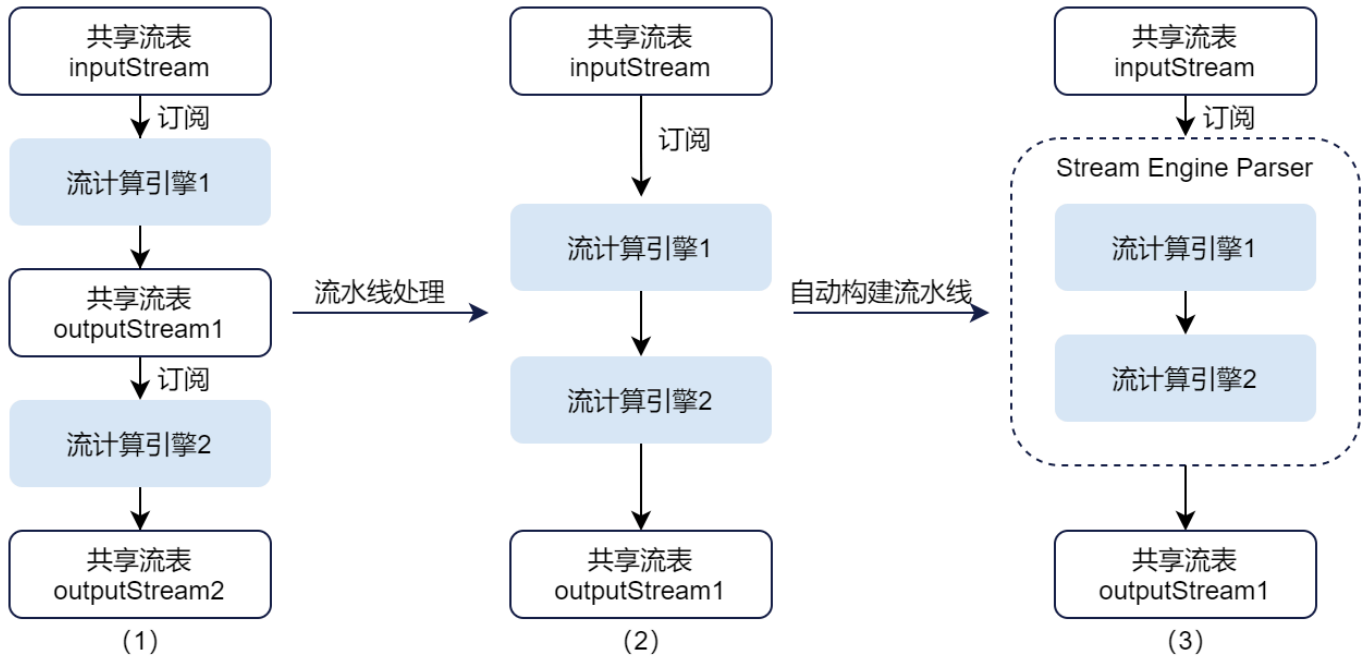 共享流表
inputStream
订阅
流计算引擎1
共享流表
outputStream1
订阅
流计算引擎2
共享流表
outputStream2
（1）
流水线处理
共享流表
inputStream
订阅
流计算引擎1
流计算引擎2
共享流表
outputStream1
（2）
自动构建流水线
共享流表
inputStream
订阅
Stream Engine Parser
流计算引擎1
流计算引擎2
共享流表
outputStream1
（3）